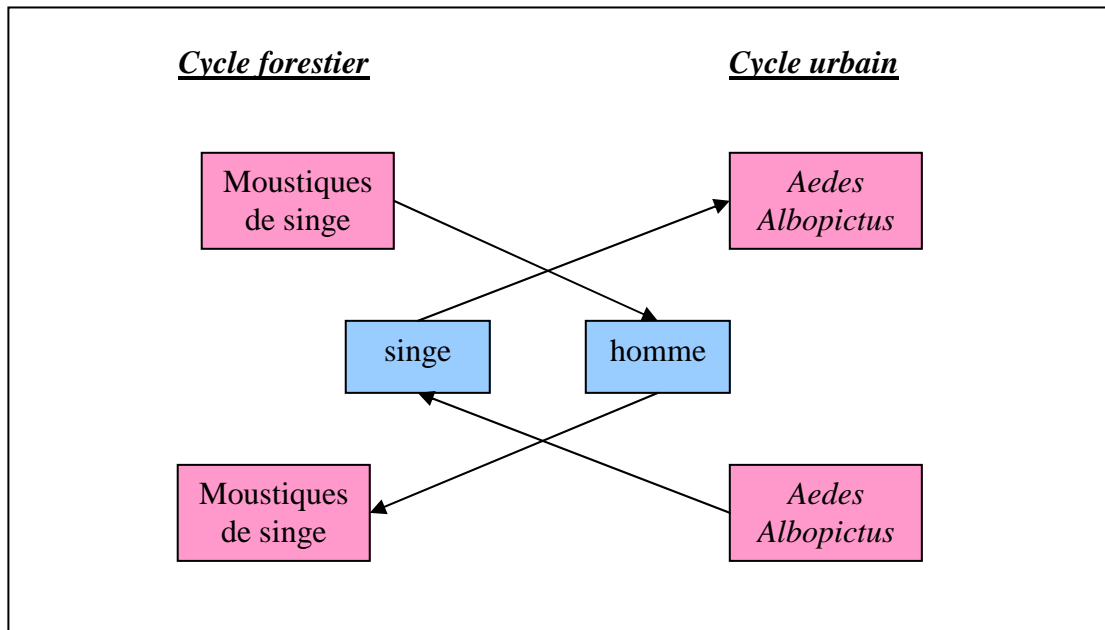 Cycle forestier
Cycle urbain
Moustiques
de singe
Aedes
Albopictus
singe
homme
Moustiques
de singe
Aedes
Albopictus